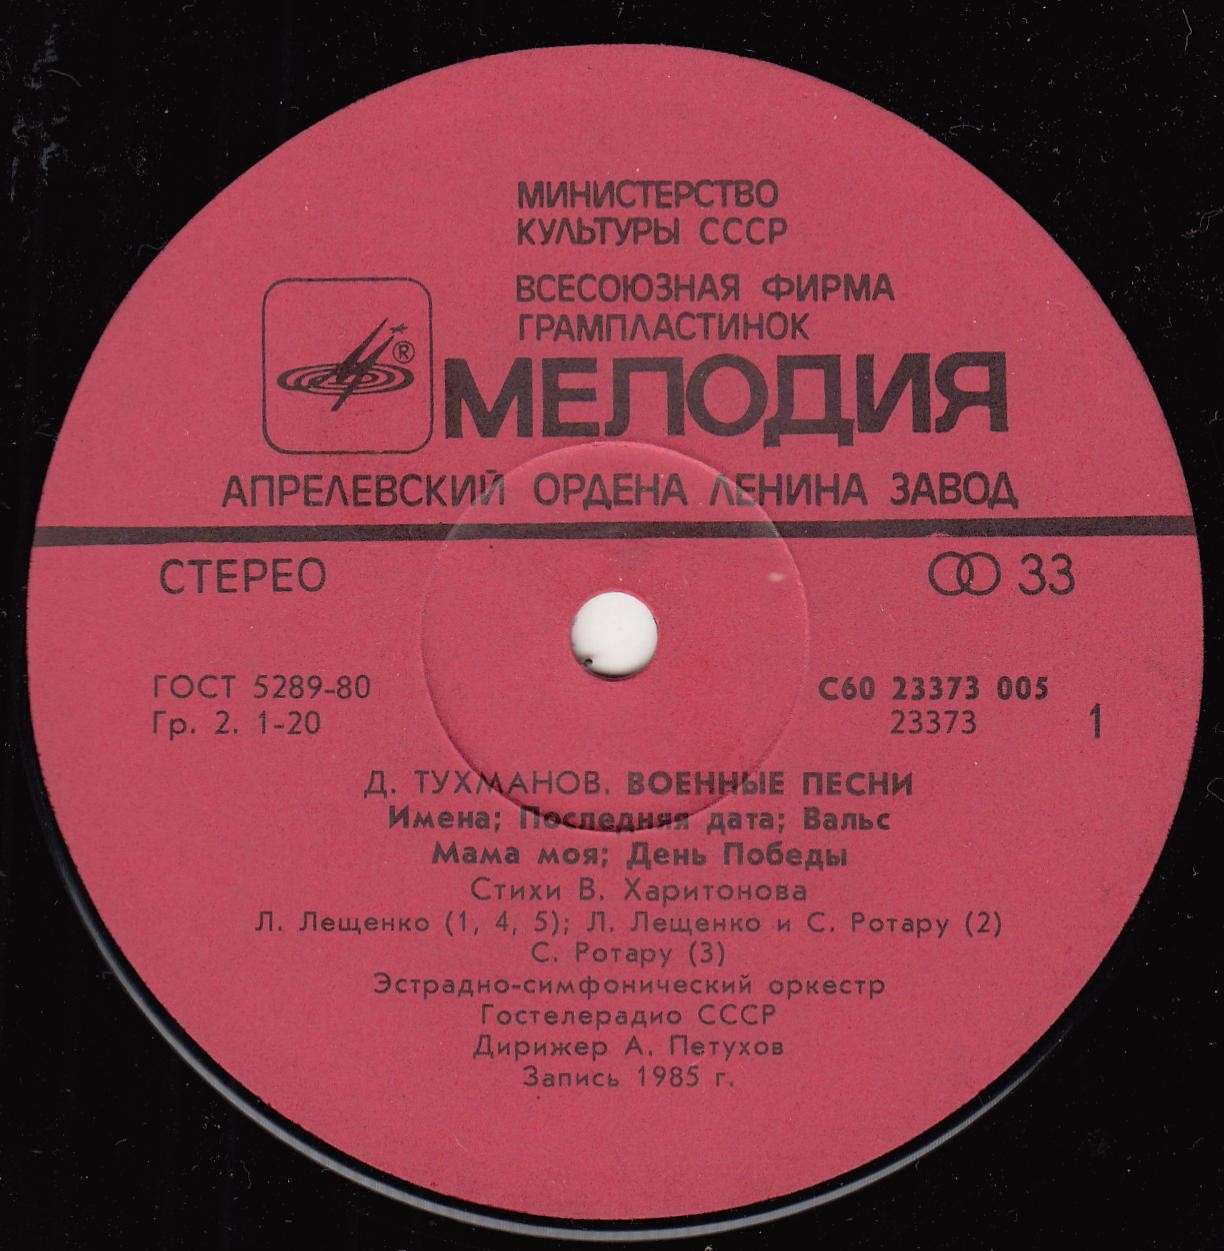 МИНИСТЕРСТВО
КУЛЬТУРЫ СССР
ВСЕСОЮЗНАЯ ФИРМА
ГРАМПЛАСТИНОК
®
МЕЛОДИЯ
АПРЕЛЕВСКИЙ ОРДЕНА ЛЕНИНА ЗАВОД
СТЕРЕО 33
ГОСТ 5289-80 С60 23373 005
Гр. 2. 1-20 23373 1
Д. ТУХМАНОВ. ВОЕННЫЕ ПЕСНИ
Имена; Последняя дата; Вальс
Мама моя; День Победы
Стихи В. Харитонова
Л. Лещенко (1, 4, 5); Л. Лещенко и С. Ротару (2)
С. Ротару (3)
Эстрадно-симфонический оркестр
Гостелерадио СССР
Дирижер А. Петухов
Запись 1985 г.